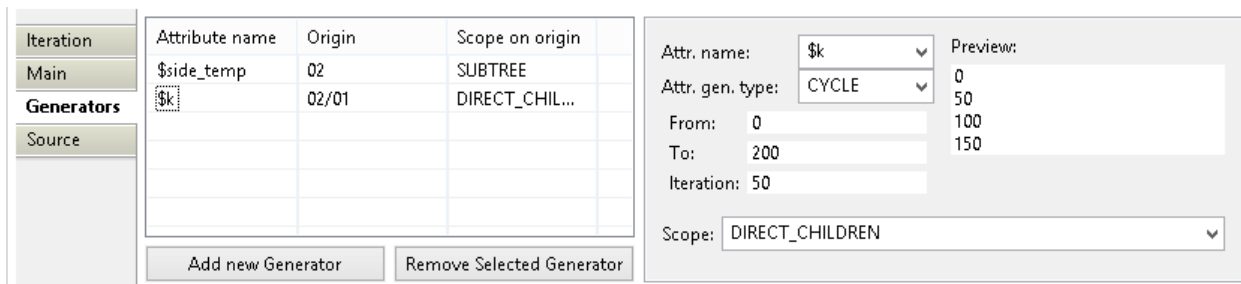 Iteration
Main
Generators
Source
Attribute name Origin Scope on origin
$side_temp 02 SUBTREE
$k 02/01 DIRECT_CHIL...
Add new Generator Remove Selected Generator
Attr. name: $k
Attr. gen. type: CYCLE
From: 0
To: 200
Iteration: 50
Preview:
0
50
100
150
Scope: DIRECT_CHILDREN